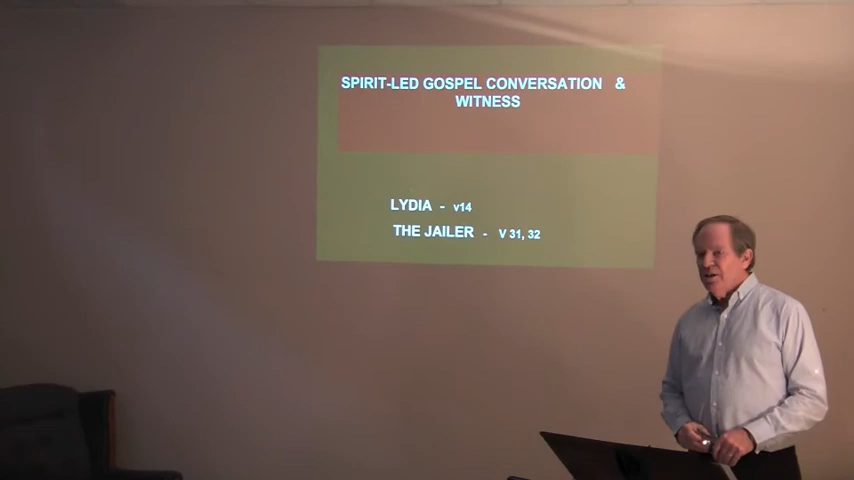 SPIRIT-LED GOSPEL CONVERSATION &
WITNESS
LYDIA - v14
THE JAILER - V 31, 32